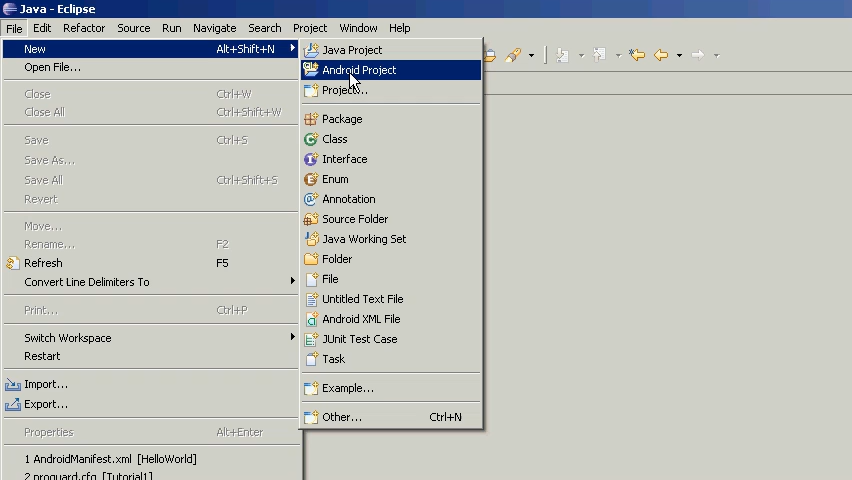 Java - Eclipse
File Edit Refactor Source Run Navigate Search Project Window Help
New Alt+Shift+N
Open File...
Close Ctrl+W
Close All Ctrl+Shift+W
Save Ctrl+S
Save As...
Save All Ctrl+Shift+S
Revert
Move...
Rename... F2
Refresh F5
Convert Line Delimiters To
Print... Ctrl+P
Switch Workspace
Restart
Import...
Export...
Properties Alt+Enter
1 AndroidManifest.xml [HelloWorld]
2 proguard.cfg [Tutorial1]
Java Project
Android Project
Project...
Package
Class
Interface
Enum
Annotation
Source Folder
Java Working Set
Folder
File
Untitled Text File
Android XML File
JUnit Test Case
Task
Example...
Other... Ctrl+N